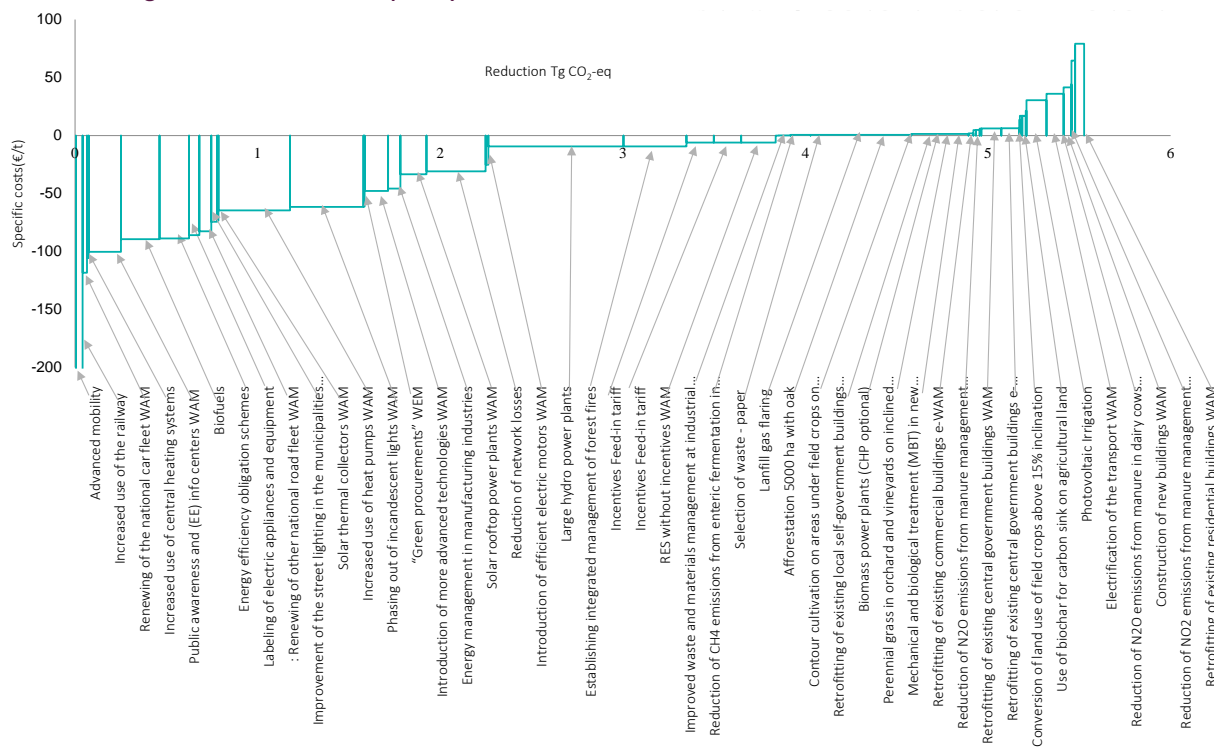 100
50
0
-50
-100
-150
-200
Specific costs(€/t)
Reduction Tg CO₂-eq
0
1
2
3
4
5
6
Advanced mobility
Increased use of the railway
Renewing of the national car fleet WAM
Increased use of central heating systems
Public awareness and (EE) info centers WAM
Biofuels
Energy efficiency obligation schemes
Labeling of electric appliances and equipment
: Renewing of other national road fleet WAM
Improvement of the street lighting in the municipalities...
Solar thermal collectors WAM
Increased use of heat pumps WAM
Phasing out of incandescent lights WAM
“Green procurements” WEM
Introduction of more advanced technologies WAM
Energy management in manufacturing industries
Solar rooftop power plants WAM
Reduction of network losses
Introduction of efficient electric motors WAM
Large hydro power plants
Establishing integrated management of forest fires
Incentives Feed-in tariff
Incentives Feed-in tariff
RES without incentives WAM
Improved waste and materials management at industrial...
Reduction of CH4 emissions from enteric fermentation in...
Selection of waste - paper
Lanfill gas flaring
Afforestation 5000 ha with oak
Contour cultivation on areas under field crops on...
Retrofitting of existing local self-government buildings...
Biomass power plants (CHP optional)
Perennial grass in orchard and vineyards on inclined...
Mechanical and biological treatment (MBT) in new...
Retrofitting of existing commercial buildings e-WAM
Reduction of N2O emissions from manure management...
Retrofitting of existing central government buildings WAM
Retrofitting of existing central government buildings e-...
Conversion of land use of field crops above 15% inclination
Use of biochar for carbon sink on agricultural land
Photovoltaic Irrigation
Electrification of the transport WAM
Reduction of N2O emissions from manure in dairy cows...
Construction of new buildings WAM
Reduction of NO2 emissions from manure management...
Retrofitting of existing residential buildings WAM